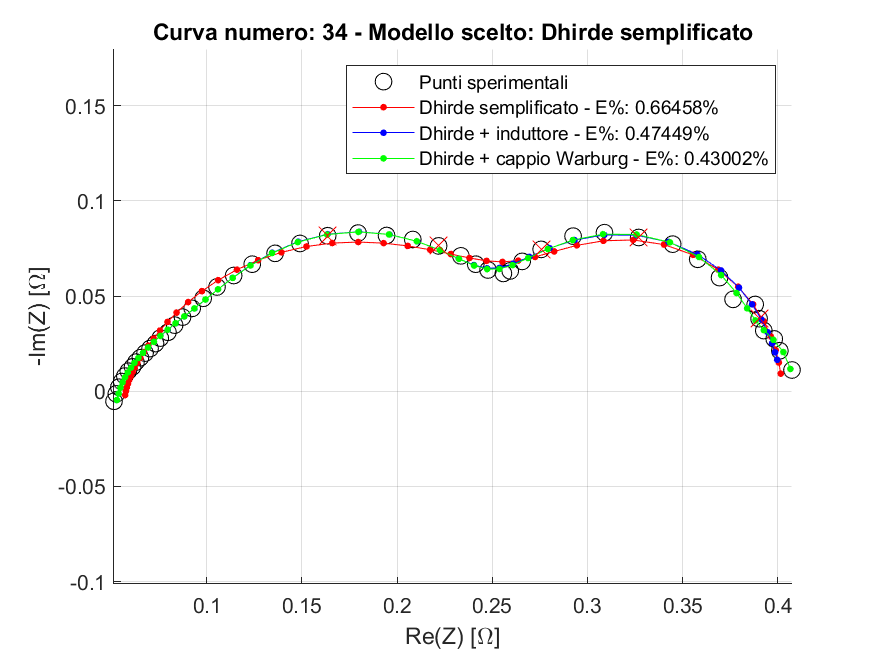 Curva numero: 34 - Modello scelto: Dhirde semplificato
Punti sperimentali
Dhirde semplificato - E%: 0.66458%
Dhirde + induttore - E%: 0.47449%
Dhirde + cappio Warburg - E%: 0.43002%
0.15
0.1
0.05
0
-0.05
-0.1
-Im(Z) [Ω]
0.1 0.15 0.2 0.25 0.3 0.35 0.4
Re(Z) [Ω]